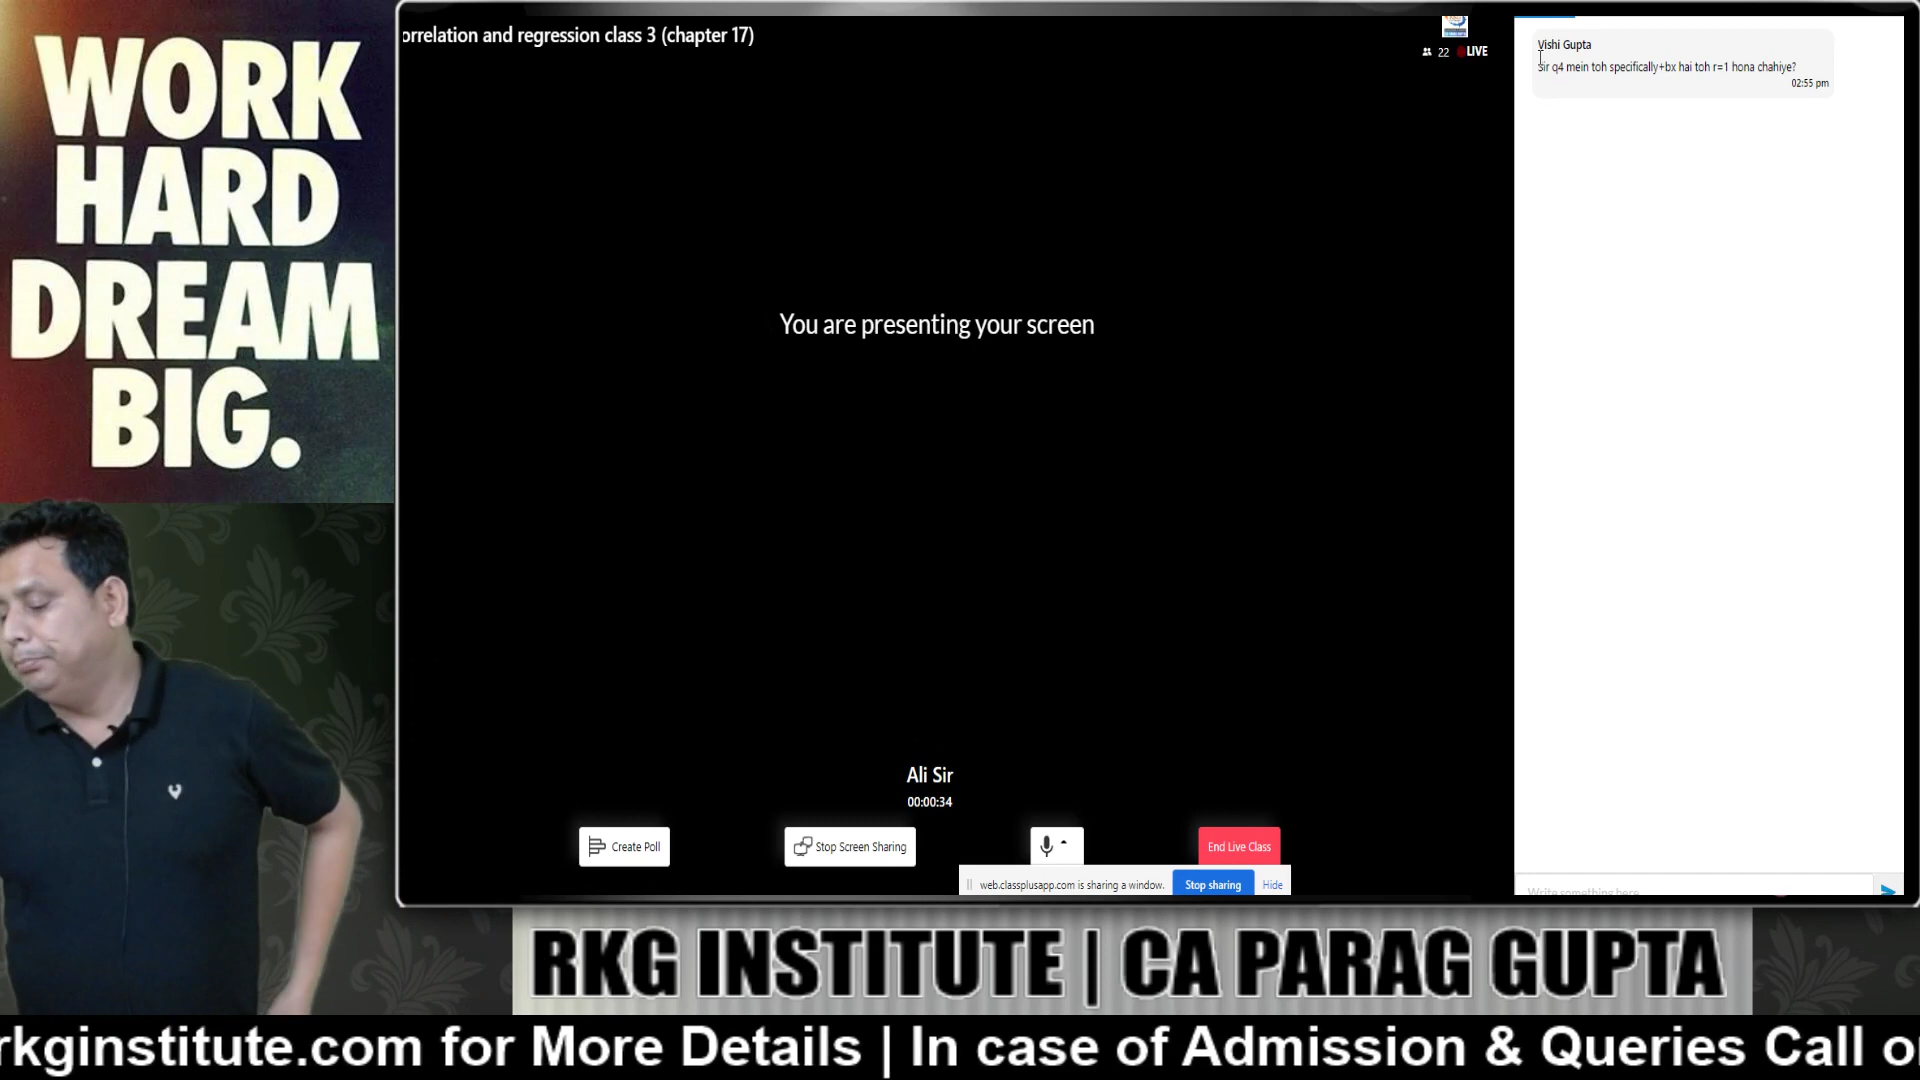 WORK
HARD
DREAM
BIG.
orrelation and regression class 3 (chapter 17)
22 LIVE
Vishi Gupta
Sir q4 mein toh specifically+bx hai toh r=1 hona chahiye?
02:55 pm
You are presenting your screen
Ali Sir
00:00:34
Create Poll
Stop Screen Sharing
End Live Class
web.classplusapp.com is sharing a window.
Stop sharing
Hide
Write something here
RKG INSTITUTE | CA PARAG GUPTA
rkginstitute.com for More Details | In case of Admission & Queries Call o